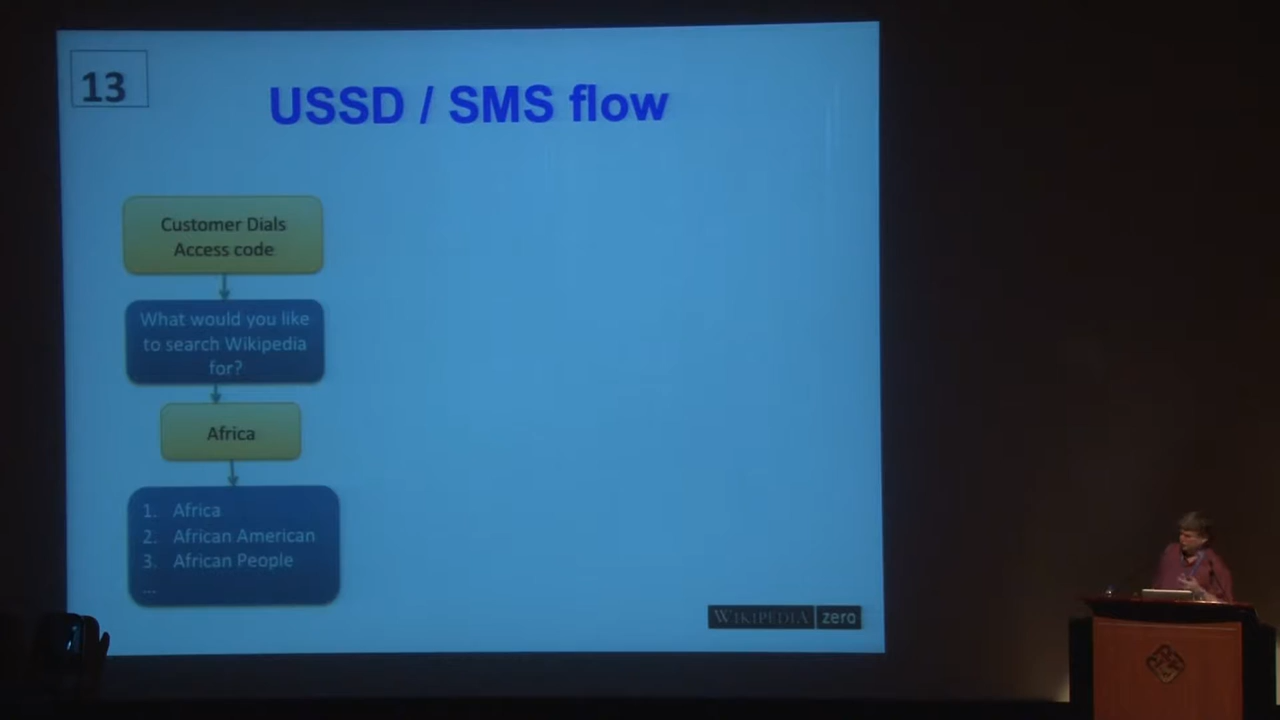 13
USSD / SMS flow
Customer Dials
Access code
What would you like
to search Wikipedia
for?
Africa
1. Africa
2. African American
3. African People
...
WIKIPEDIA zero